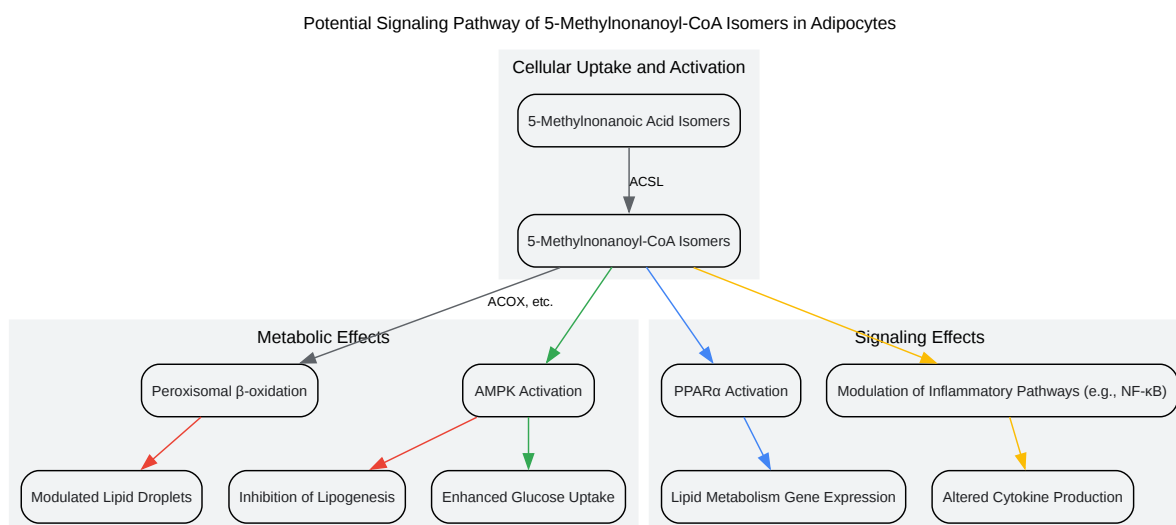 Potential Signaling Pathway of 5-Methylnonanoyl-CoA Isomers in Adipocytes
Cellular Uptake and Activation
5-Methylnonanoic Acid Isomers
ACSL
5-Methylnonanoyl-CoA Isomers
ACOX, etc.
Metabolic Effects
Signaling Effects
Peroxisomal β-oxidation
AMPK Activation
PPARα Activation
Modulation of Inflammatory Pathways (e.g., NF-κB)
Modulated Lipid Droplets
Inhibition of Lipogenesis
Enhanced Glucose Uptake
Lipid Metabolism Gene Expression
Altered Cytokine Production